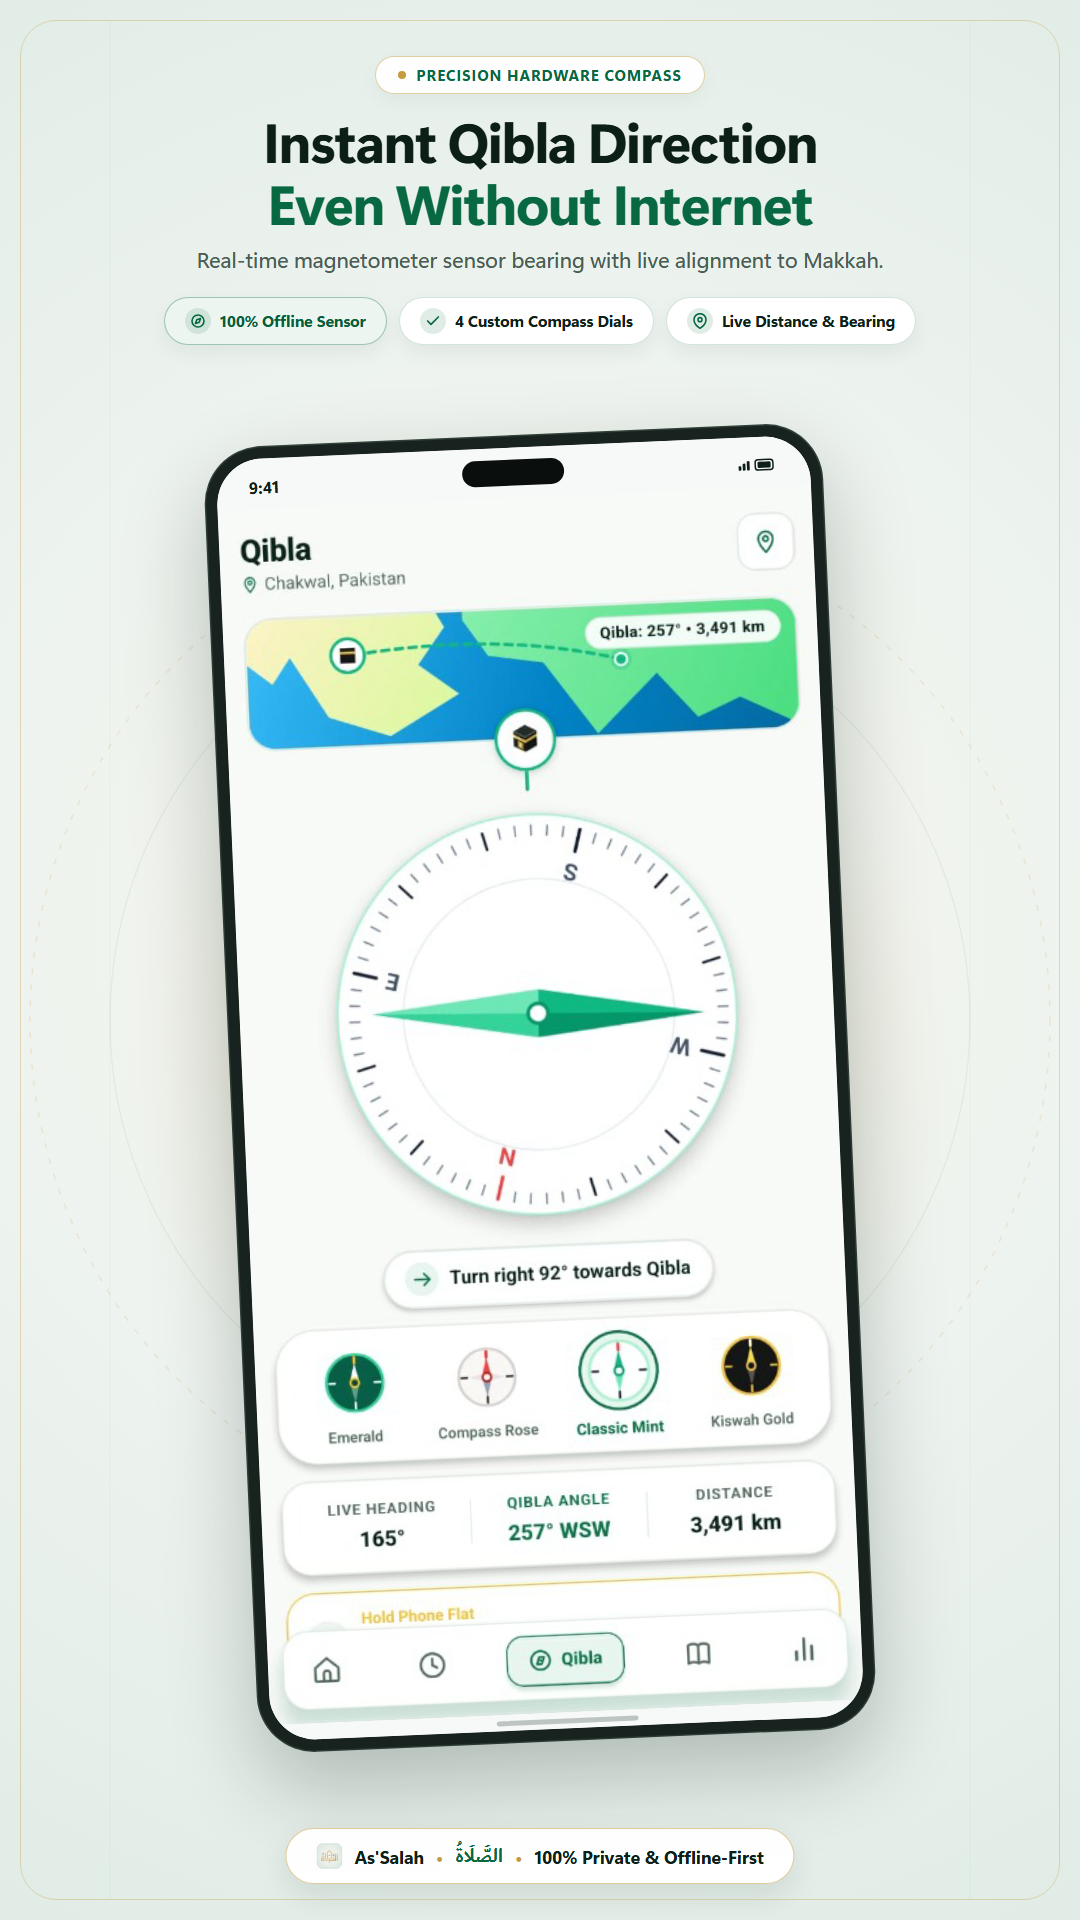 PRECISION HARDWARE COMPASS
Instant Qibla Direction
Even Without Internet
Real-time magnetometer sensor bearing with live alignment to Makkah.
100% Offline Sensor
4 Custom Compass Dials
Live Distance & Bearing
9:41
Qibla
Chakwal, Pakistan
Qibla: 257° • 3,491 km
S
E
W
N
Turn right 92° towards Qibla
Emerald
Compass Rose
Classic Mint
Kiswah Gold
LIVE HEADING
165°
QIBLA ANGLE
257° WSW
DISTANCE
3,491 km
Hold Phone Flat
Qibla
As'Salah • الصَّلَاةُ • 100% Private & Offline-First